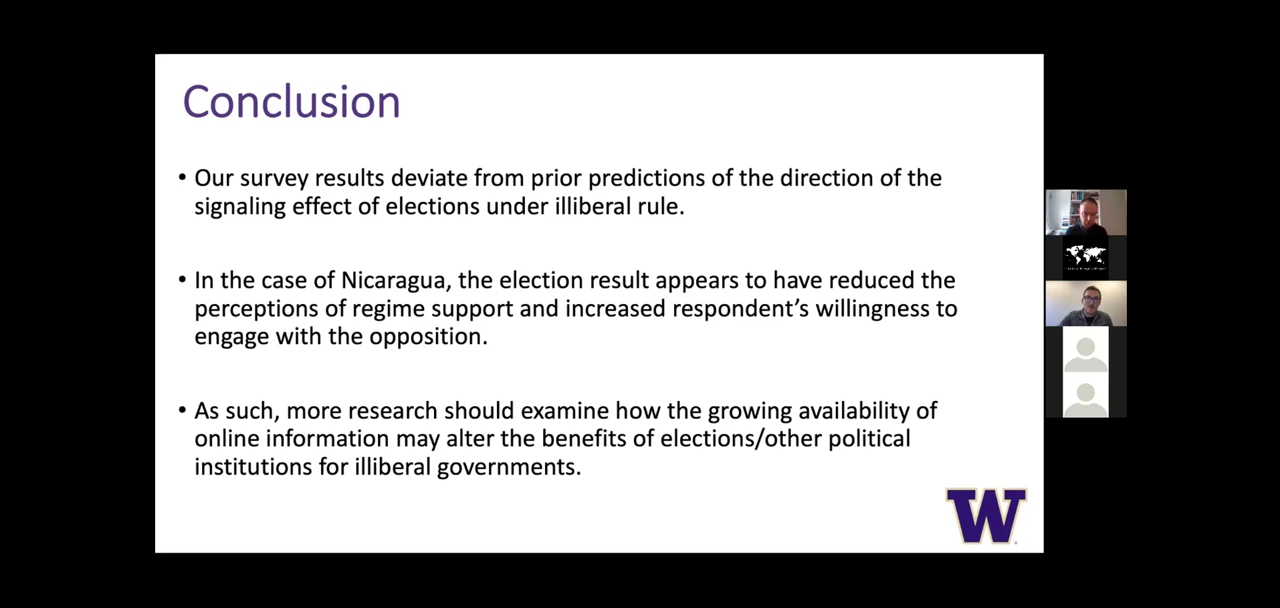 Conclusion
• Our survey results deviate from prior predictions of the direction of the
signaling effect of elections under illiberal rule.
• In the case of Nicaragua, the election result appears to have reduced the
perceptions of regime support and increased respondent’s willingness to
engage with the opposition.
• As such, more research should examine how the growing availability of
online information may alter the benefits of elections/other political
institutions for illiberal governments.
W